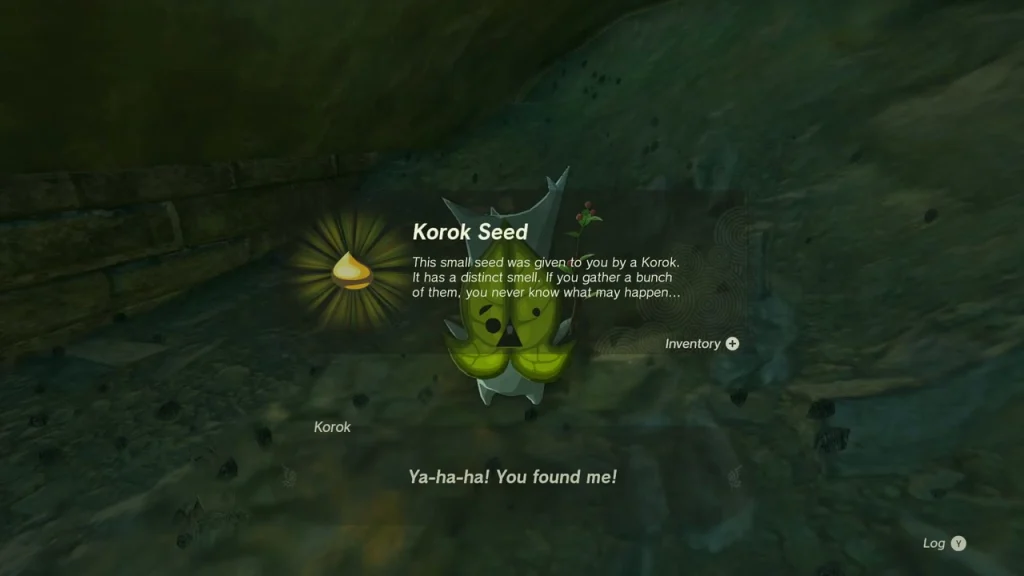 Korok Seed
This small seed was given to you by a Korok.
It has a distinct smell. If you gather a bunch
of them, you never know what may happen...
Inventory +
Korok
Ya-ha-ha! You found me!
Log Y